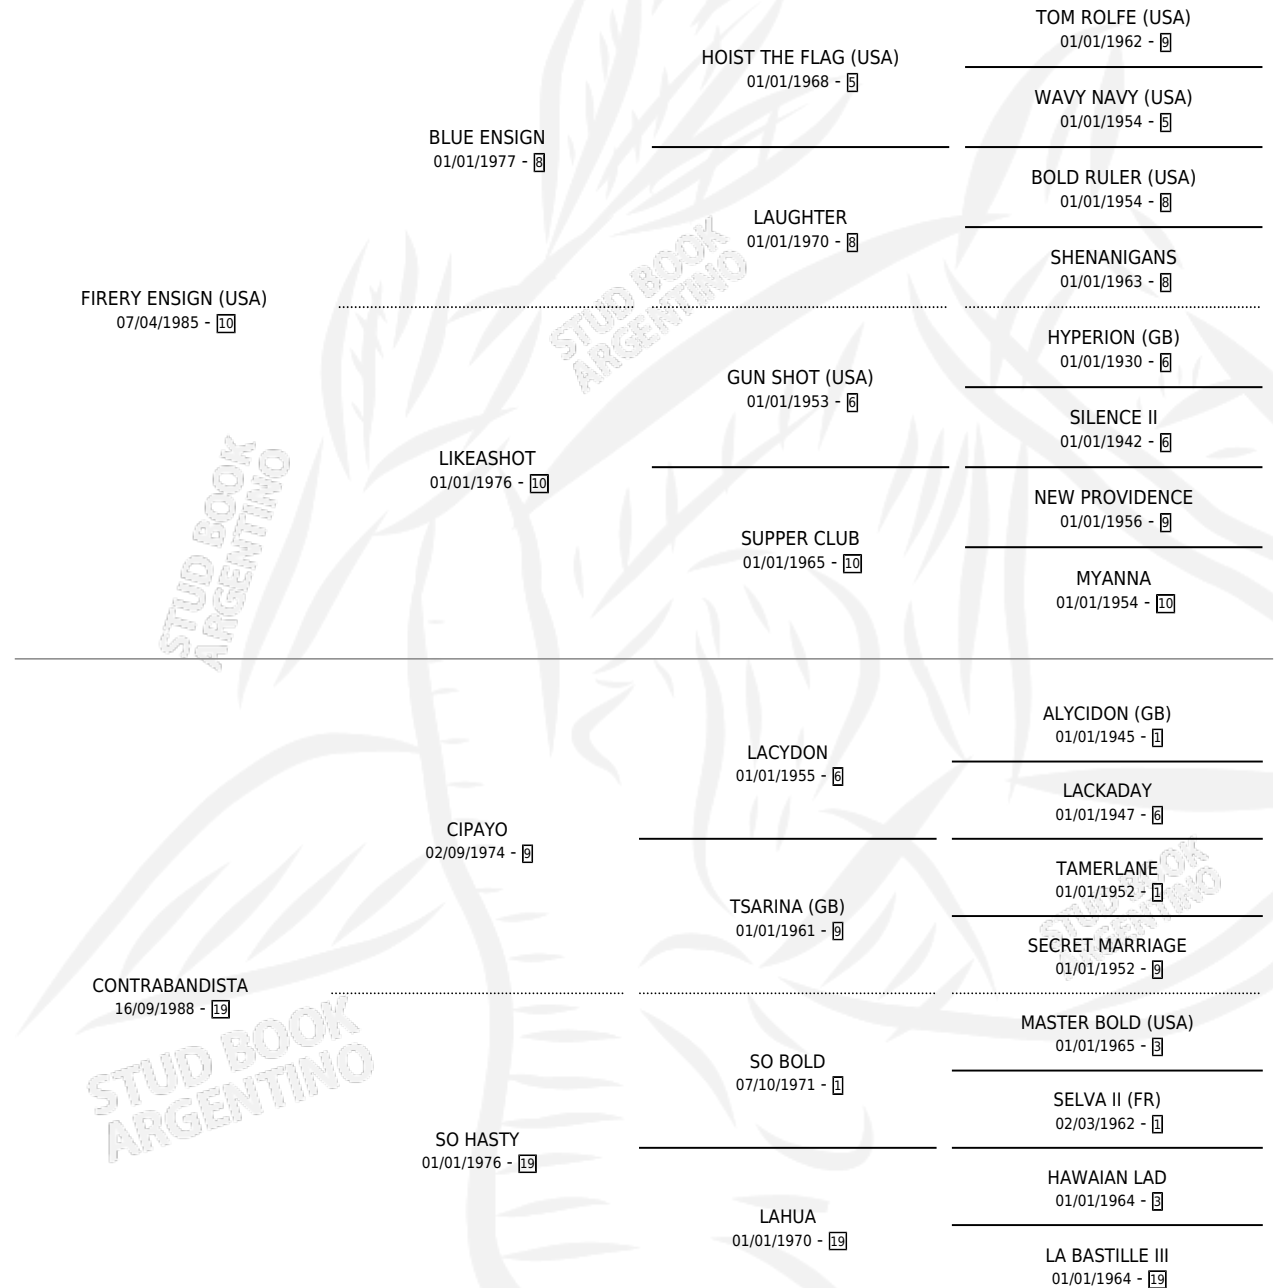 TOM ROLFE (USA)
01/01/1962 - 9
HOIST THE FLAG (USA)
01/01/1968 - 5
WAVY NAVY (USA)
01/01/1954 - 5
BLUE ENSIGN
01/01/1977 - 8
BOLD RULER (USA)
01/01/1954 - 8
LAUGHTER
01/01/1970 - 8
SHENANIGANS
01/01/1963 - 8
FIRERY ENSIGN (USA)
07/04/1985 - 10
HYPERION (GB)
01/01/1930 - 6
GUN SHOT (USA)
01/01/1953 - 6
SILENCE II
01/01/1942 - 6
LIKEASHOT
01/01/1976 - 10
NEW PROVIDENCE
01/01/1956 - 9
SUPPER CLUB
01/01/1965 - 10
MYANNA
01/01/1954 - 10
ALYCIDON (GB)
01/01/1945 - 1
LACYDON
01/01/1955 - 6
LACKADAY
01/01/1947 - 6
CIPAYO
02/09/1974 - 9
TAMERLANE
01/01/1952 - 1
TSARINA (GB)
01/01/1961 - 9
SECRET MARRIAGE
01/01/1952 - 9
CONTRABANDISTA
16/09/1988 - 19
MASTER BOLD (USA)
01/01/1965 - 3
SO BOLD
07/10/1971 - 1
SELVA II (FR)
02/03/1962 - 1
SO HASTY
01/01/1976 - 19
HAWAIAN LAD
01/01/1964 - 3
LAHUA
01/01/1970 - 19
LA BASTILLE III
01/01/1964 - 19
STUD BOOK
ARGENTINO
STUD BOOK
ARGENTINO
STUD BOOK
ARGENTINO
STUD BOOK
ARGENTINO